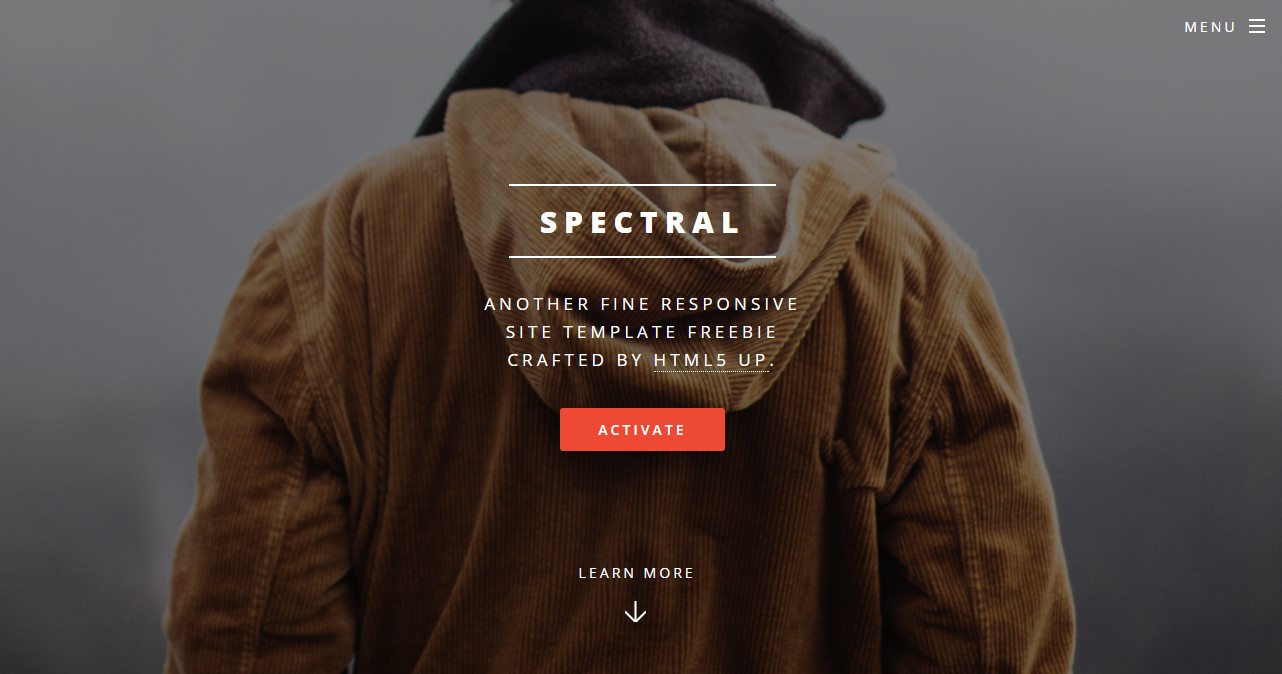 MENU
SPECTRAL
ANOTHER FINE RESPONSIVE
SITE TEMPLATE FREEBIE
CRAFTED BY HTML5 UP.
ACTIVATE
LEARN MORE